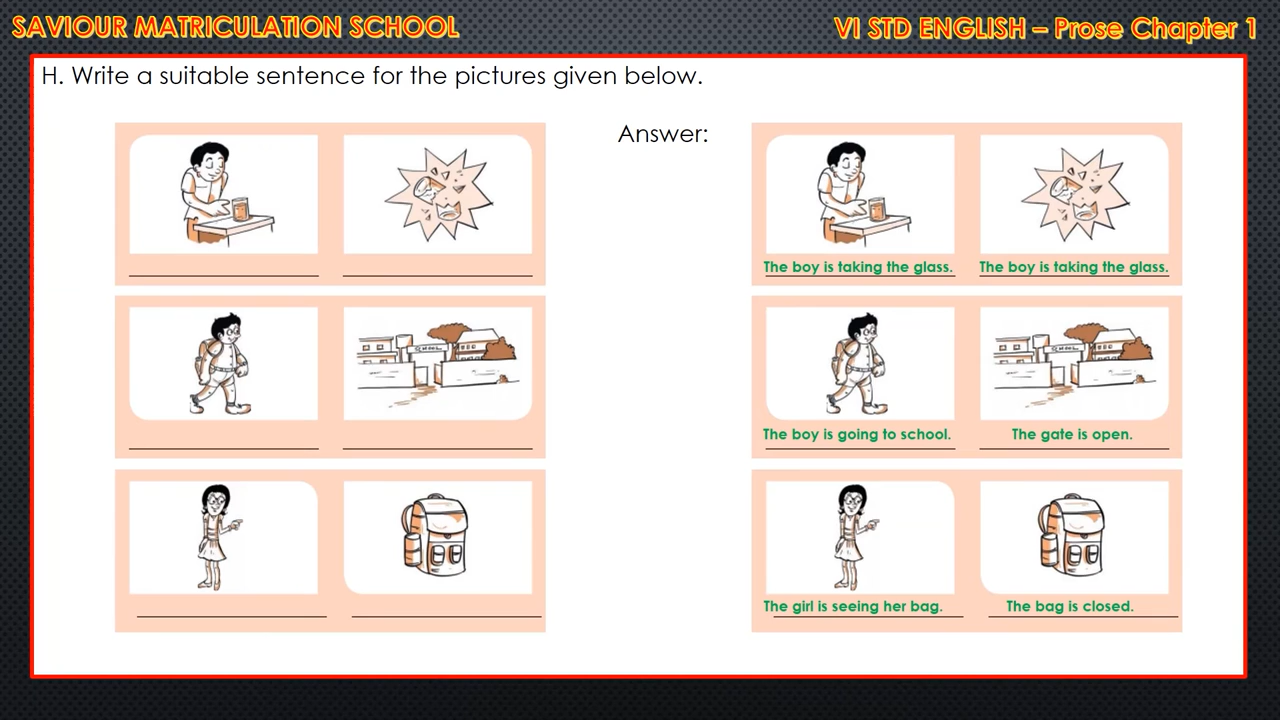 SAVIOUR MATRICULATION SCHOOL
VI STD ENGLISH – Prose Chapter 1
H. Write a suitable sentence for the pictures given below.
Answer:
The boy is taking the glass.
The boy is taking the glass.
SCHOOL
SCHOOL
The boy is going to school.
The gate is open.
The girl is seeing her bag.
The bag is closed.